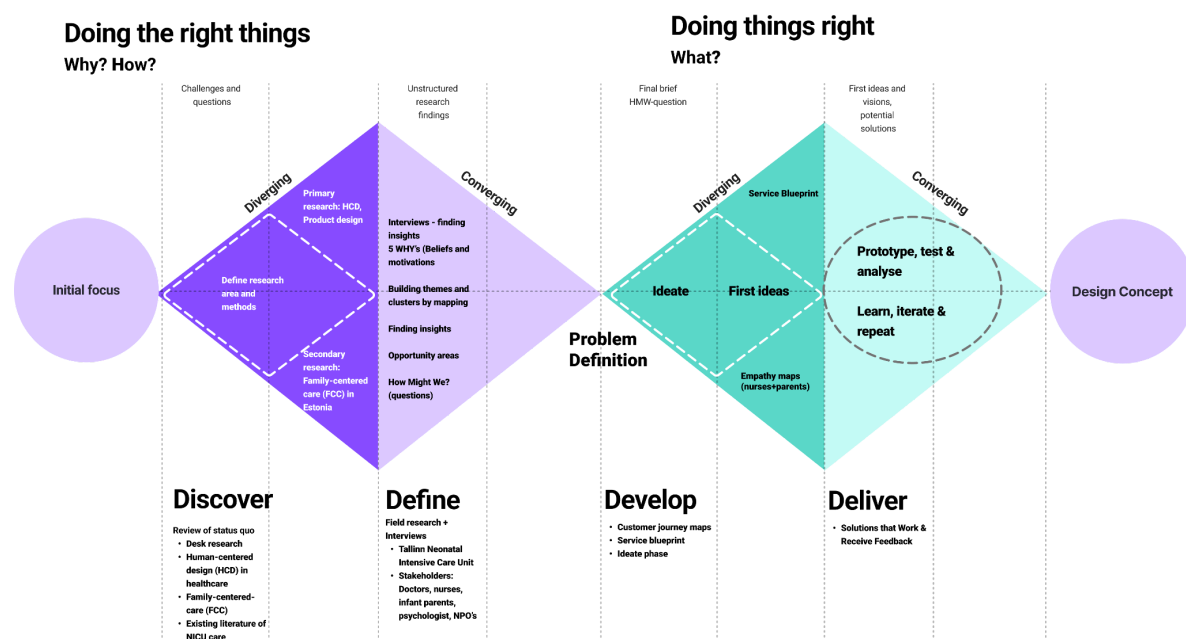 Doing the right things
Why? How?
Doing things right
What?
Challenges and
questions
Unstructured
research
findings
Final brief
HMW-question
First ideas and
visions,
potential
solutions
Initial focus
Diverging
Primary
research: HCD,
Product design
Define research
area and
methods
Secondary
research:
Family-centered
care (FCC) in
Estonia
Converging
Interviews - finding
insights
5 WHY's (Beliefs and
motivations
Building themes and
clusters by mapping
Finding insights
Opportunity areas
How Might We?
(questions)
Problem
Definition
Diverging
Service Blueprint
Ideate
First ideas
Empathy maps
(nurses+parents)
Converging
Prototype, test &
analyse
Learn, iterate &
repeat
Design Concept
Discover
Review of status quo
• Desk research
• Human-centered
design (HCD) in
healthcare
• Family-centered-
care (FCC)
• Existing literature of
NICU care
Define
Field research +
Interviews
• Tallinn Neonatal
Intensive Care Unit
• Stakeholders:
Doctors, nurses,
infant parents,
psychologist, NPO's
Develop
• Customer journey maps
• Service blueprint
• Ideate phase
Deliver
• Solutions that Work &
Receive Feedback